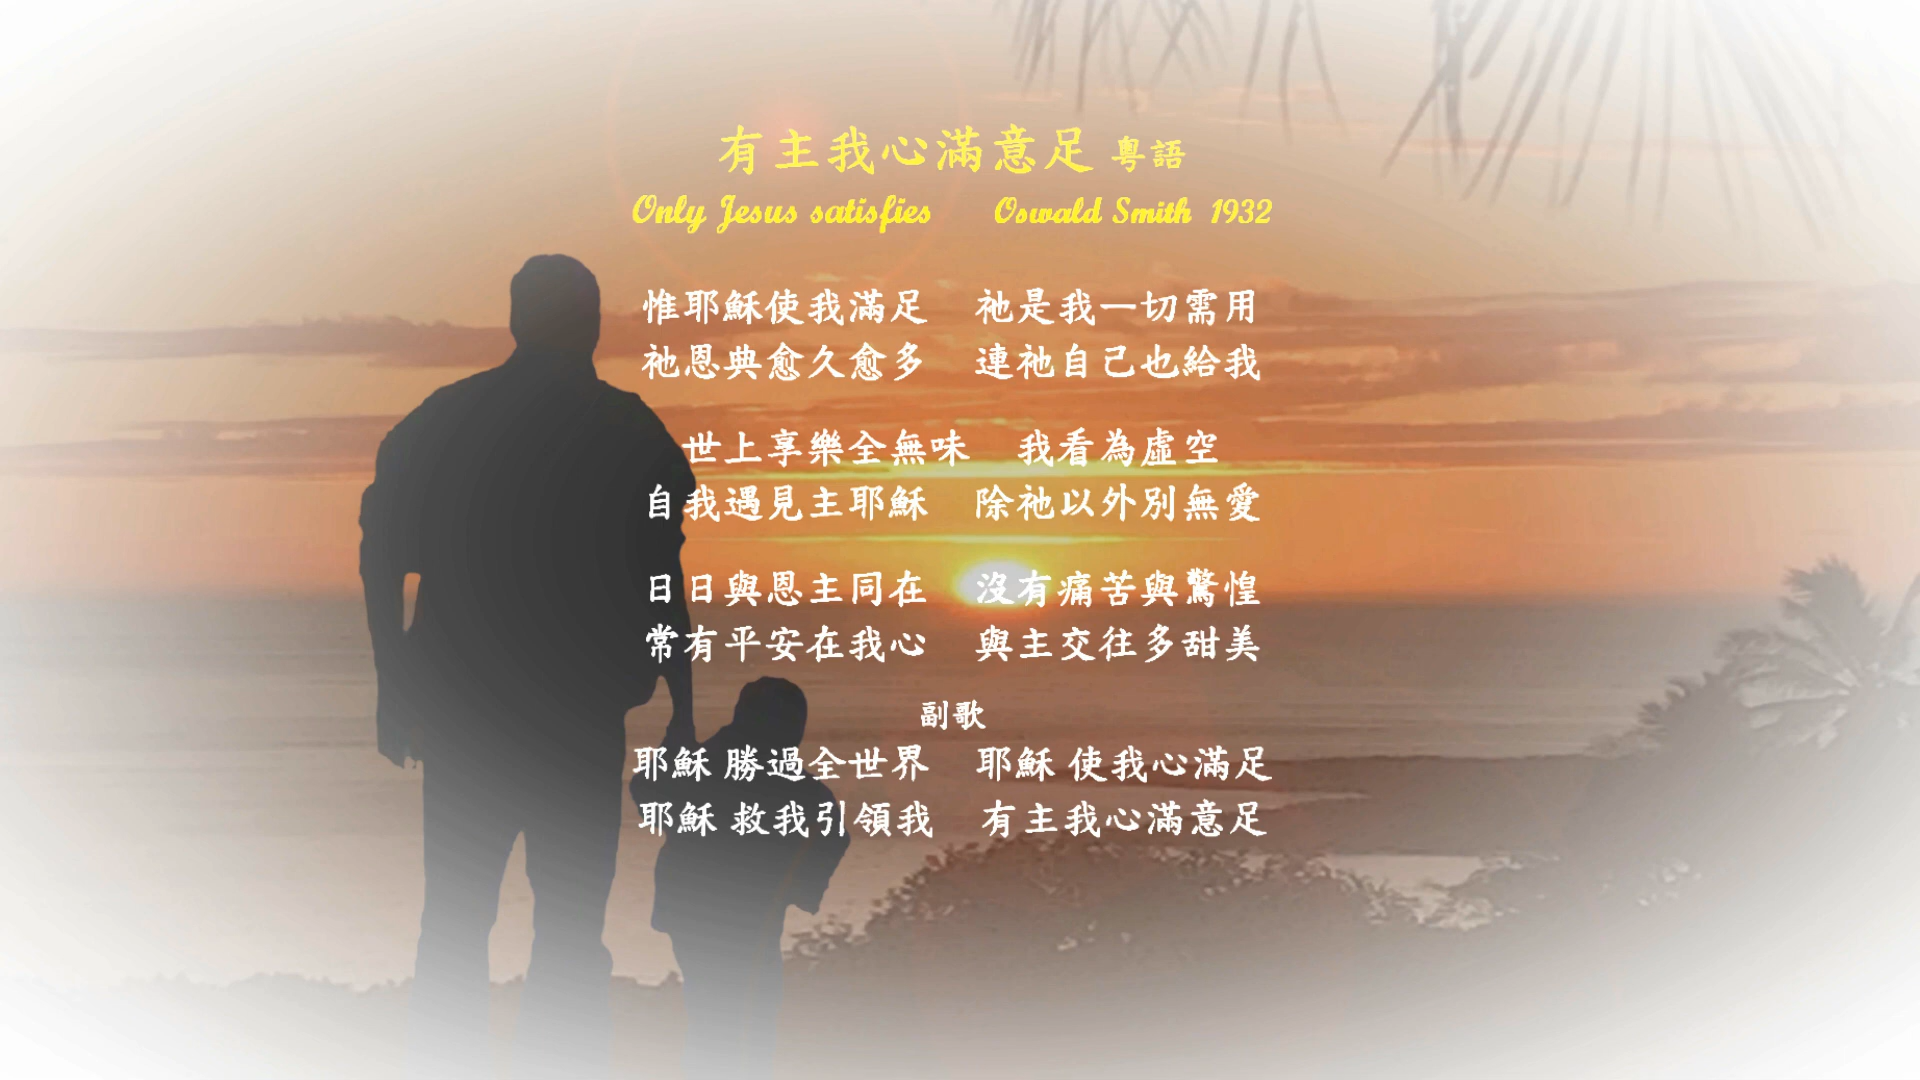 有主我心滿意足 粵語
Only Jesus satisfies Oswald Smith 1932
惟耶穌使我滿足 祂是我一切需用
祂恩典愈久愈多 連祂自己也給我
世上享樂全無味 我看為虛空
自我遇見主耶穌 除祂以外別無愛
日日與恩主同在 沒有痛苦與驚惶
常有平安在我心 與主交往多甜美
副歌
耶穌 勝過全世界 耶穌 使我心滿足
耶穌 救我引領我 有主我心滿意足